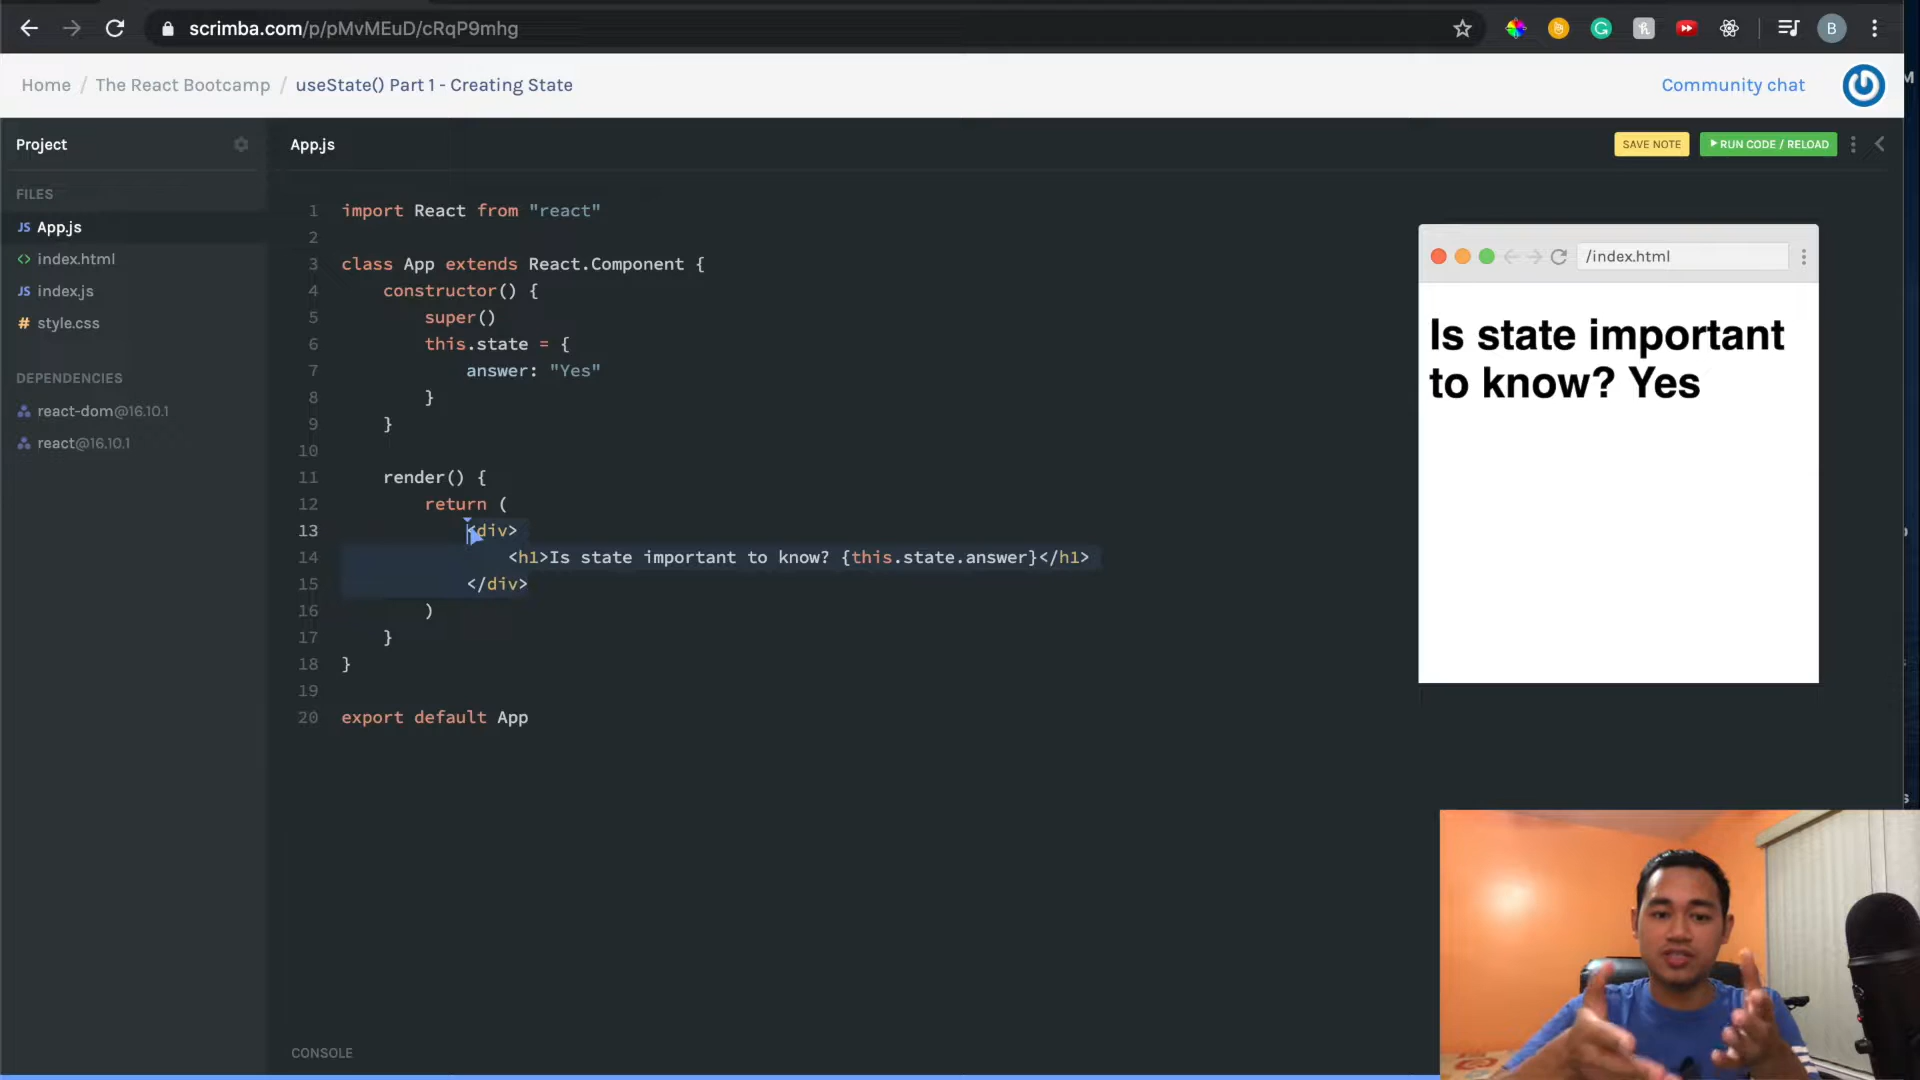 scrimba.com/p/pMvMEuD/cRqP9mhg
B
Home / The React Bootcamp / useState() Part 1 - Creating State
Community chat
Project
App.js
SAVE NOTE
RUN CODE / RELOAD
FILES
JS App.js
<> index.html
JS index.js
# style.css
DEPENDENCIES
react-dom@16.10.1
react@16.10.1
1 import React from "react"
2
3 class App extends React.Component {
4 constructor() {
5 super()
6 this.state = {
7 answer: "Yes"
8 }
9 }
10
11 render() {
12 return (
13 <div>
14 <h1>Is state important to know? {this.state.answer}</h1>
15 </div>
16 )
17 }
18 }
19
20 export default App
/index.html
Is state important
to know? Yes
CONSOLE